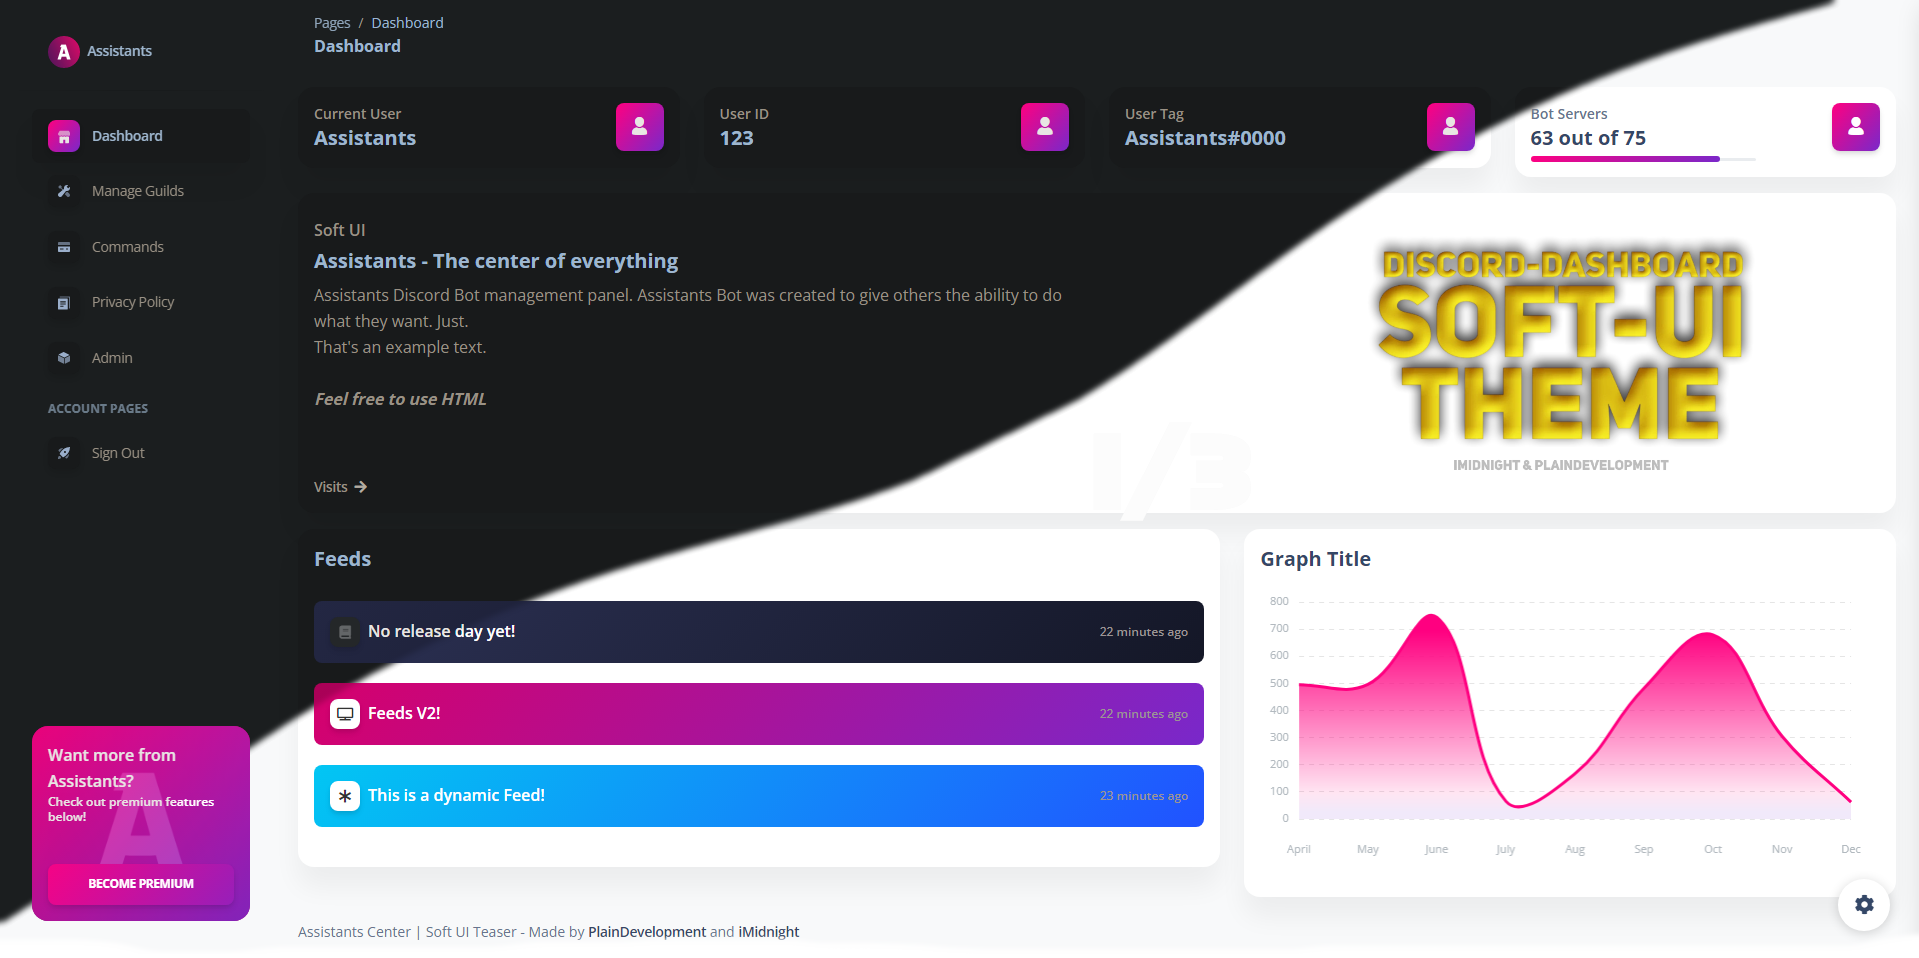 Pages / Dashboard
Dashboard
Assistants
Dashboard
Manage Guilds
Commands
Privacy Policy
Admin
ACCOUNT PAGES
Sign Out
Want more from
Assistants?
Check out premium features
below!
BECOME PREMIUM
Current User
Assistants
User ID
123
User Tag
Assistants#0000
Bot Servers
63 out of 75
Soft UI
Assistants - The center of everything
Assistants Discord Bot management panel. Assistants Bot was created to give others the ability to do
what they want. Just.
That's an example text.
Feel free to use HTML
Visits
DISCORD-DASHBOARD
SOFT-UI
THEME
IMIDNIGHT & PLAINDEVELOPMENT
1/3
Feeds
No release day yet!
22 minutes ago
Feeds V2!
22 minutes ago
This is a dynamic Feed!
23 minutes ago
Graph Title
800
700
600
500
400
300
200
100
0
April May June July Aug Sep Oct Nov Dec
Assistants Center | Soft UI Teaser - Made by PlainDevelopment and iMidnight